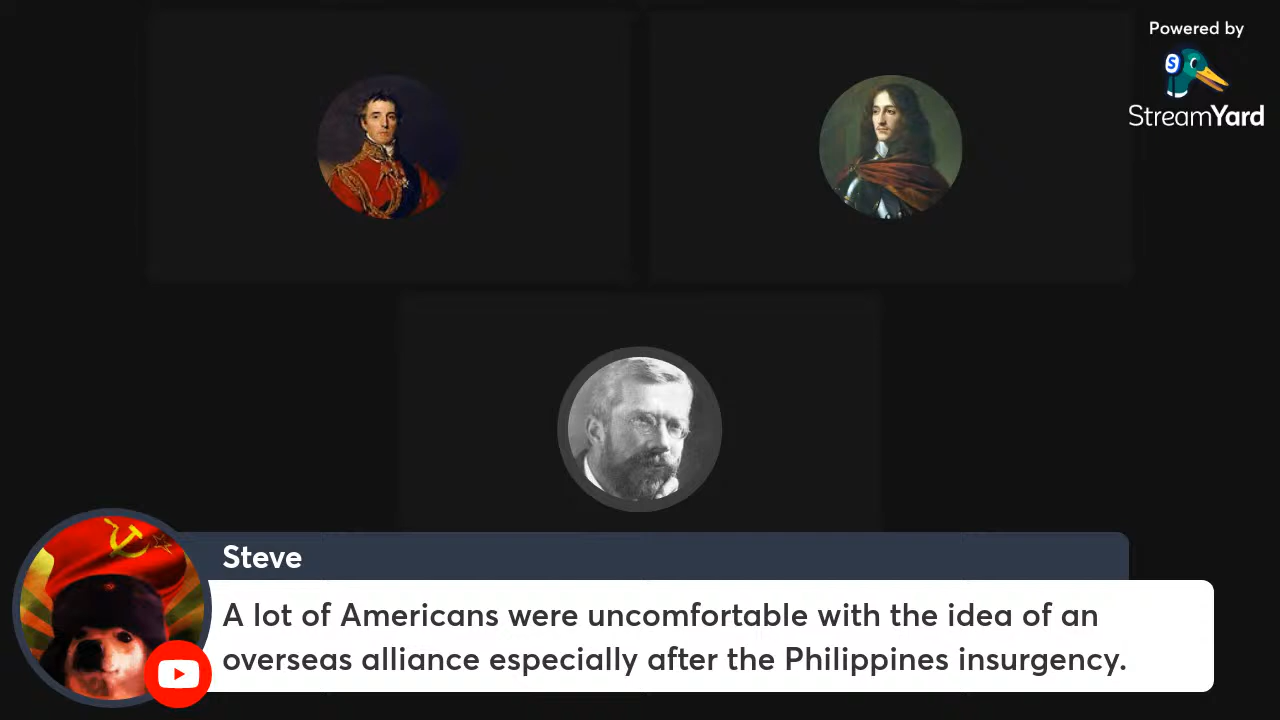 Powered by
S
StreamYard
Steve
A lot of Americans were uncomfortable with the idea of an
overseas alliance especially after the Philippines insurgency.